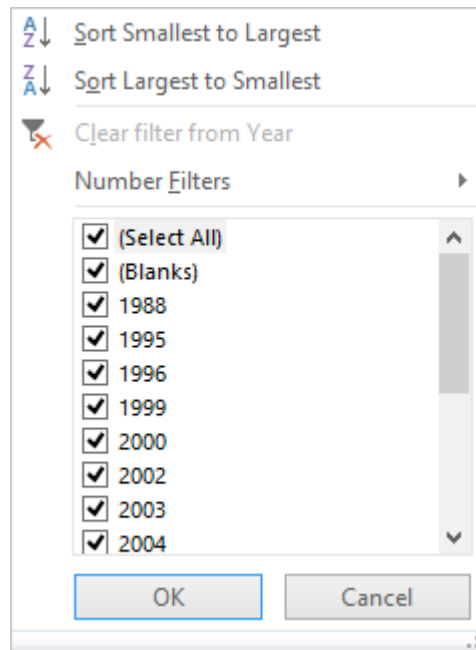 Sort Smallest to Largest
Sort Largest to Smallest
Clear filter from Year
Number Filters
(Select All)
(Blanks)
1988
1995
1996
1999
2000
2002
2003
2004
OK Cancel